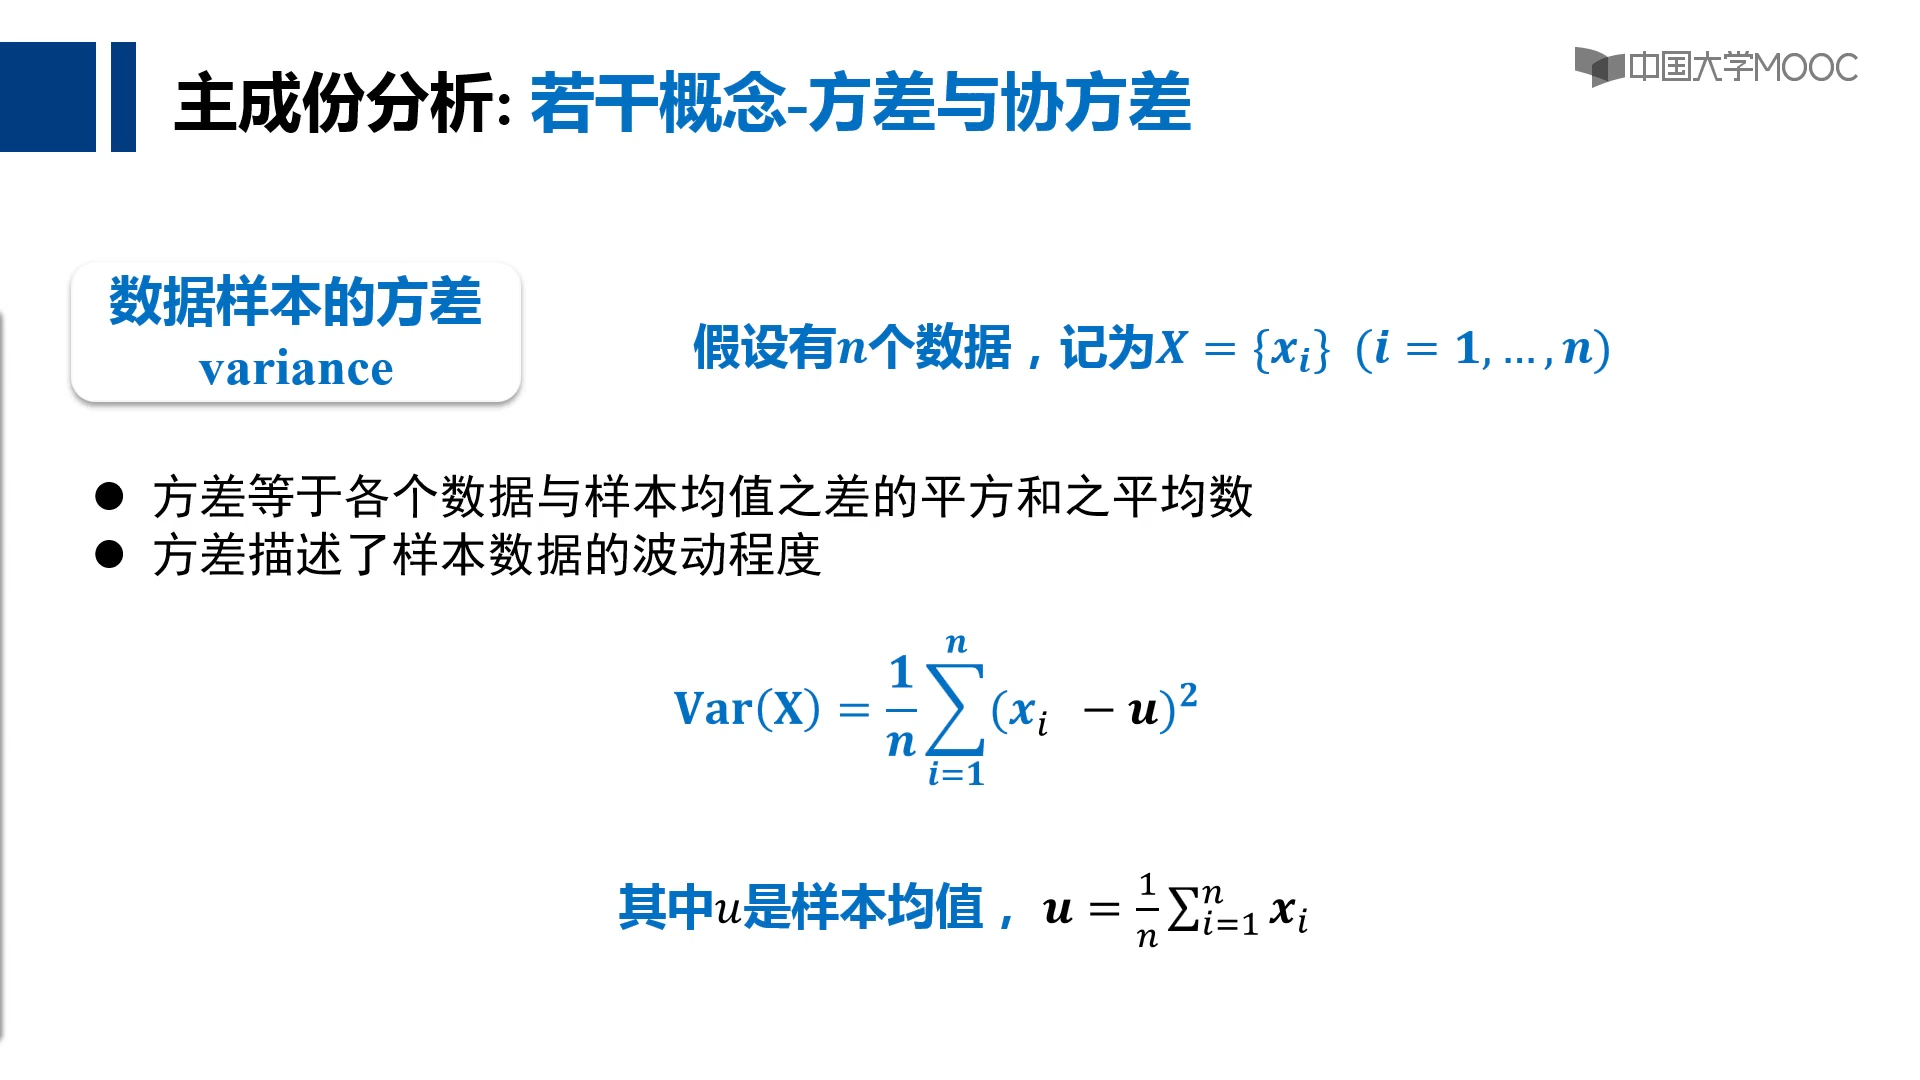 主成份分析: 若干概念-方差与协方差
中国大学MOOC
数据样本的方差
variance
假设有n个数据，记为X = {xᵢ} (i = 1, … , n)
● 方差等于各个数据与样本均值之差的平方和之平均数
● 方差描述了样本数据的波动程度
Var(X) = \frac{1}{n} \sum_{i=1}^{n} (x_i - u)^2
其中u是样本均值， u = \frac{1}{n} \sum_{i=1}^{n} x_i